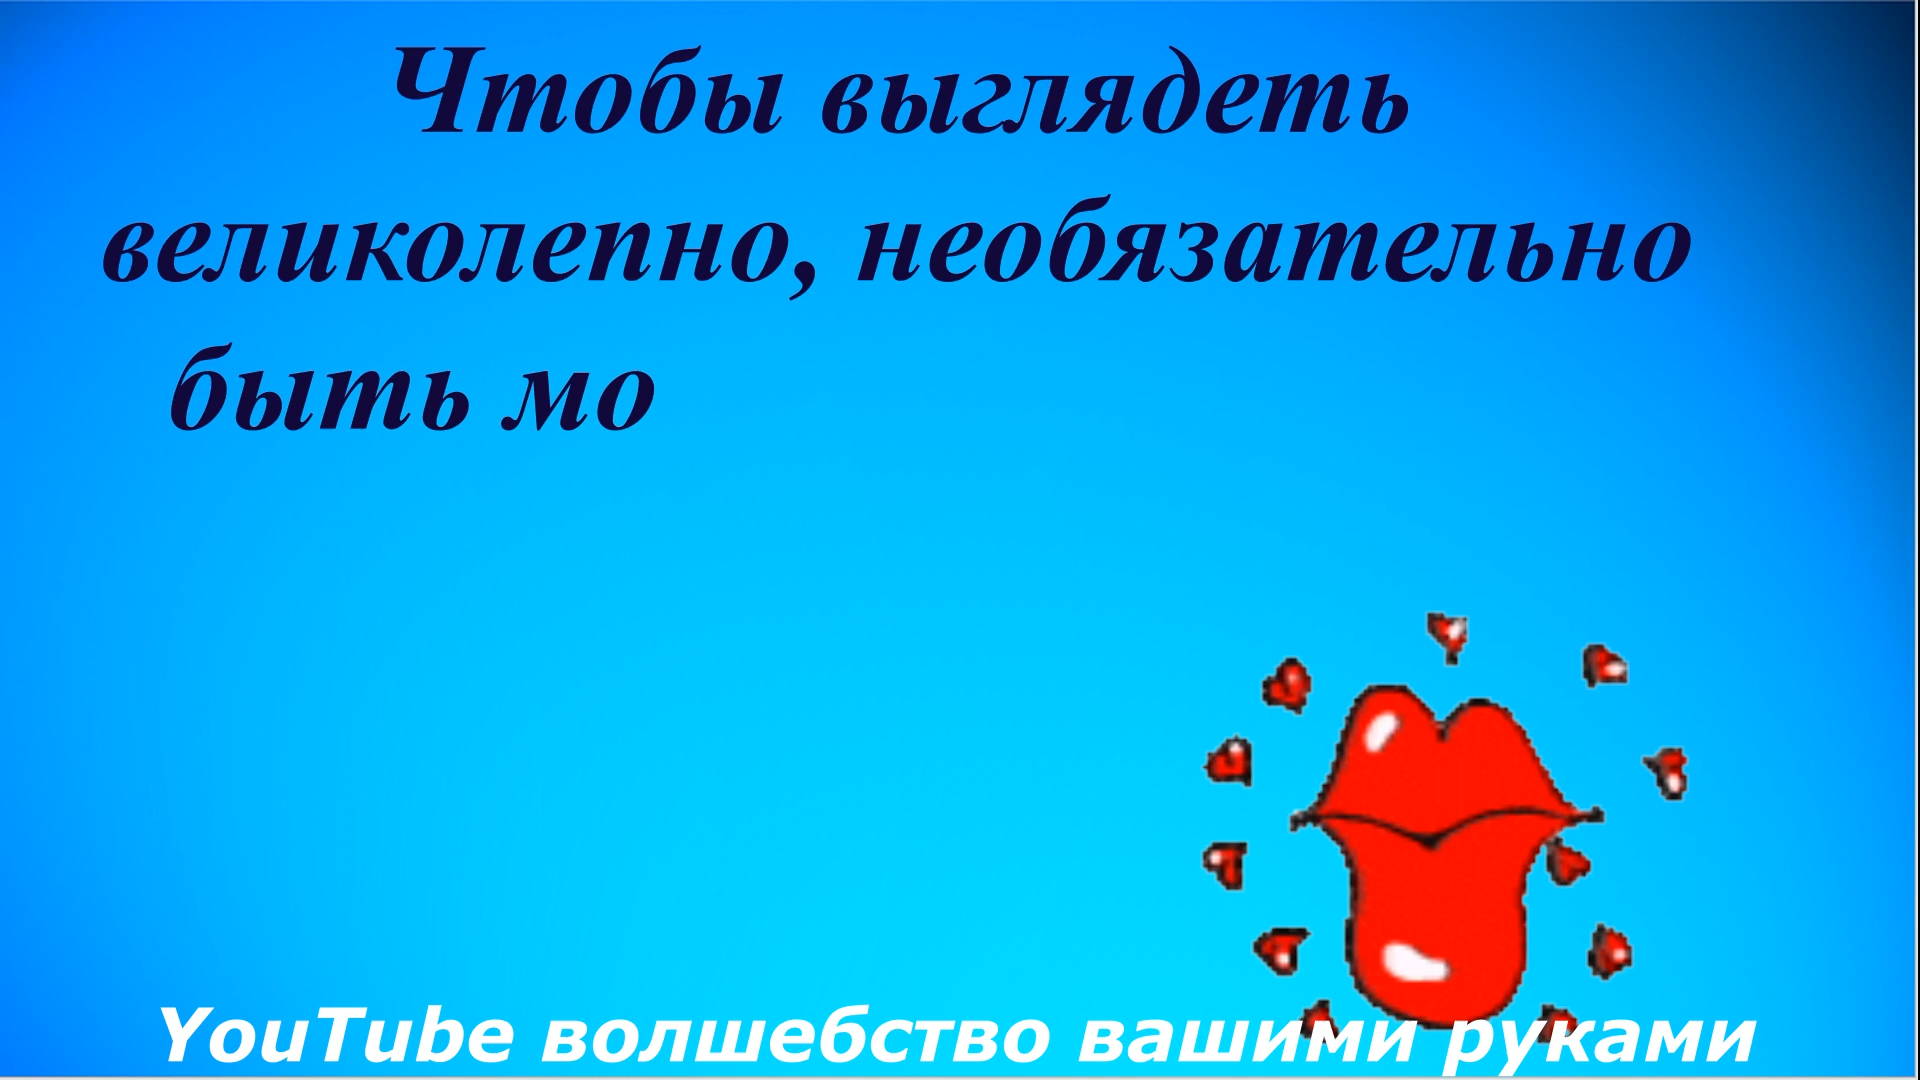 Чтобы выглядеть
великолепно, необязательно
быть мо
YouTube волшебство вашими руками